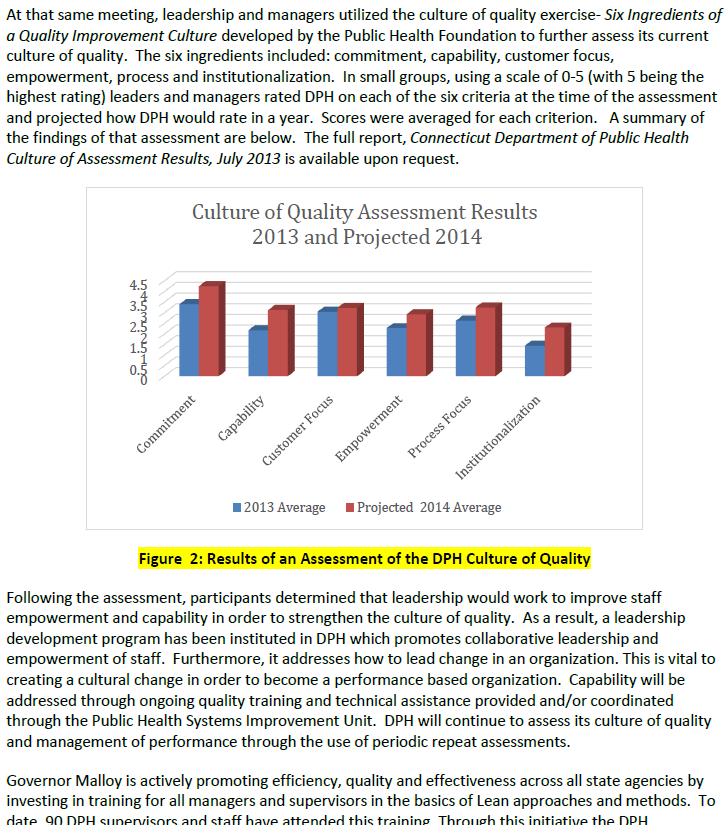 At that same meeting, leadership and managers utilized the culture of quality exercise- Six Ingredients of
a Quality Improvement Culture developed by the Public Health Foundation to further assess its current
culture of quality.  The six ingredients included: commitment, capability, customer focus,
empowerment, process and institutionalization.  In small groups, using a scale of 0-5 (with 5 being the
highest rating) leaders and managers rated DPH on each of the six criteria at the time of the assessment
and projected how DPH would rate in a year.  Scores were averaged for each criterion.   A summary of
the findings of that assessment are below.  The full report, Connecticut Department of Public Health
Culture of Assessment Results, July 2013 is available upon request.
Culture of Quality Assessment Results
2013 and Projected 2014
4.5
4
3.5
3
2.5
2
1.5
1
0.5
0
Commitment
Capability
Customer Focus
Empowerment
Process Focus
Institutionalization
2013 Average
Projected  2014 Average
Figure  2: Results of an Assessment of the DPH Culture of Quality
Following the assessment, participants determined that leadership would work to improve staff
empowerment and capability in order to strengthen the culture of quality.  As a result, a leadership
development program has been instituted in DPH which promotes collaborative leadership and
empowerment of staff.  Furthermore, it addresses how to lead change in an organization. This is vital to
creating a cultural change in order to become a performance based organization.  Capability will be
addressed through ongoing quality training and technical assistance provided and/or coordinated
through the Public Health Systems Improvement Unit.  DPH will continue to assess its culture of quality
and management of performance through the use of periodic repeat assessments.
Governor Malloy is actively promoting efficiency, quality and effectiveness across all state agencies by
investing in training for all managers and supervisors in the basics of Lean approaches and methods.  To
date, 90 DPH supervisors and staff have attended this training. Through this initiative the DPH